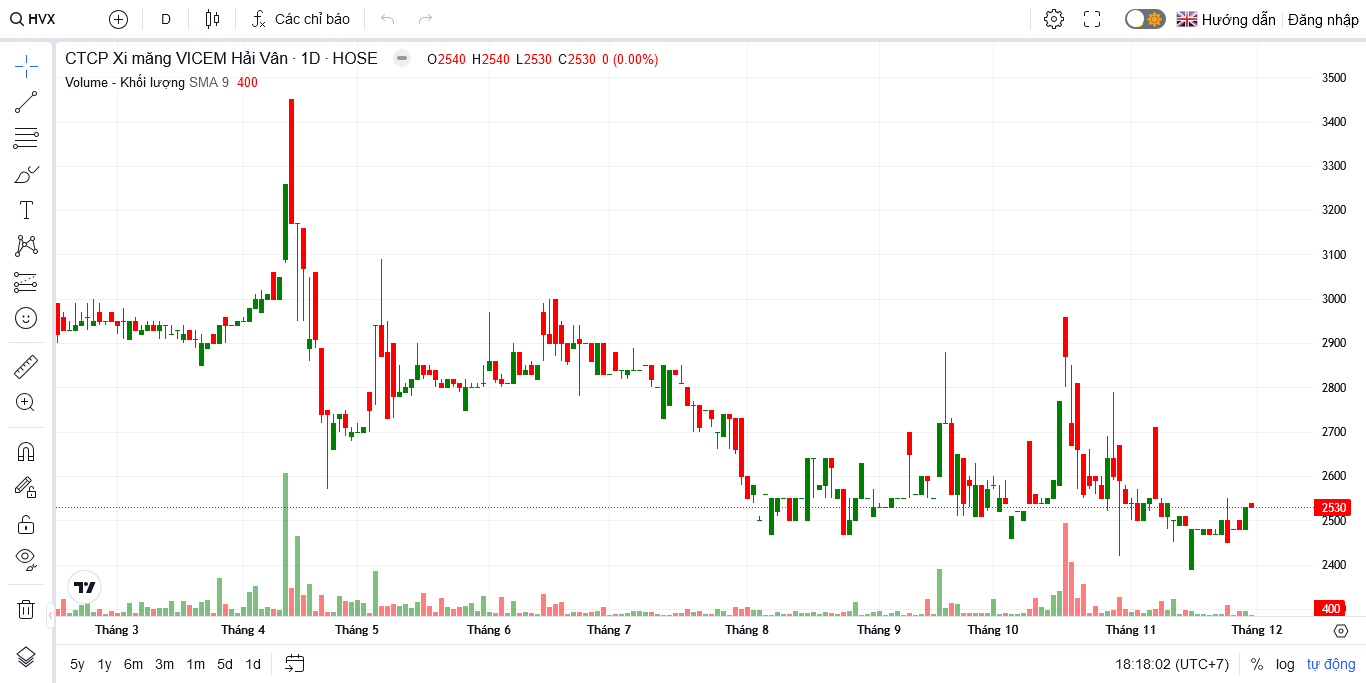 HVX D Các chỉ báo Hướng dẫn Đăng nhập
CTCP Xi măng VICEM Hải Vân · 1D · HOSE O2540 H2540 L2530 C2530 0 (0.00%)
Volume - Khối lượng SMA 9 400
3500
3400
3300
3200
3100
3000
2900
2800
2700
2600
2530
2500
2400
400
Tháng 3 Tháng 4 Tháng 5 Tháng 6 Tháng 7 Tháng 8 Tháng 9 Tháng 10 Tháng 11 Tháng 12
5y 1y 6m 3m 1m 5d 1d 18:18:02 (UTC+7) % log tự động